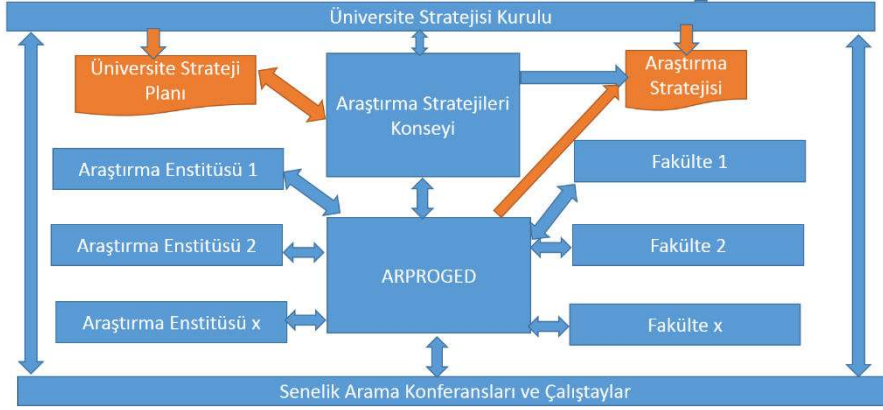 Üniversite Stratejisi Kurulu
Üniversite Strateji
Planı
Araştırma Stratejileri
Konseyi
Araştırma
Stratejisi
Araştırma Enstitüsü 1
Fakülte 1
Araştırma Enstitüsü 2
ARPROGED
Fakülte 2
Araştırma Enstitüsü x
Fakülte x
Senelik Arama Konferansları ve Çalıştaylar